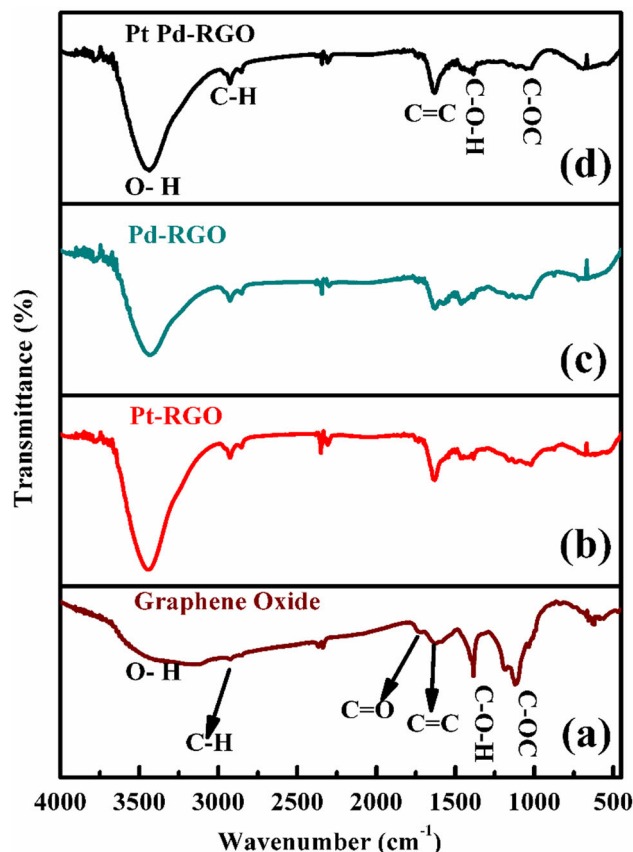 Pt Pd-RGO
C-H
O- H
C=C
C-O-H
C-OC
(d)
Pd-RGO
(c)
Pt-RGO
(b)
Graphene Oxide
O- H
C-H
C=O
C=C
C-O-H
C-OC
(a)
Transmittance (%)
4000 3500 3000 2500 2000 1500 1000 500
Wavenumber (cm⁻¹)